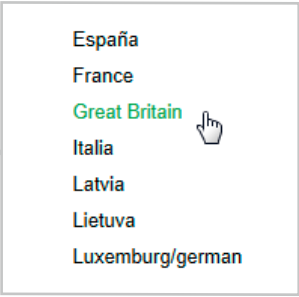 España
France
Great Britain
Italia
Latvia
Lietuva
Luxemburg/german